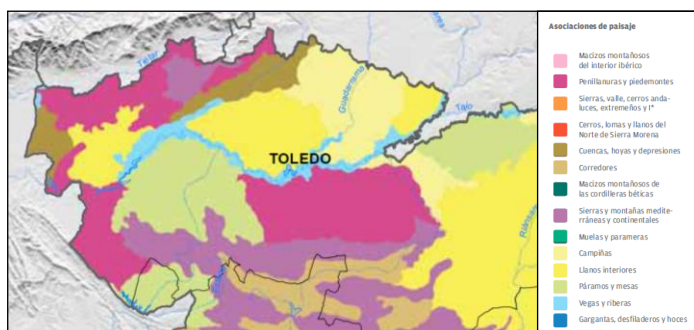 Asociaciones de paisaje
Macizos montañosos
del interior ibérico
Penillanuras y piedemontes
Sierras, valle, cerros anda-
luces, extremeños y l*
Cerros, lomas y llanos del
Norte de Sierra Morena
Cuencas, hoyas y depresiones
Corredores
Macizos montañosos de
las cordilleras béticas
Sierras y montañas medite-
rráneas y continentales
Muelas y parameras
Campiñas
Llanos interiores
Páramos y mesas
Vegas y riberas
Gargantas, desfiladeros y hoces
Tiétar
Guadarrama
Tajo
TOLEDO